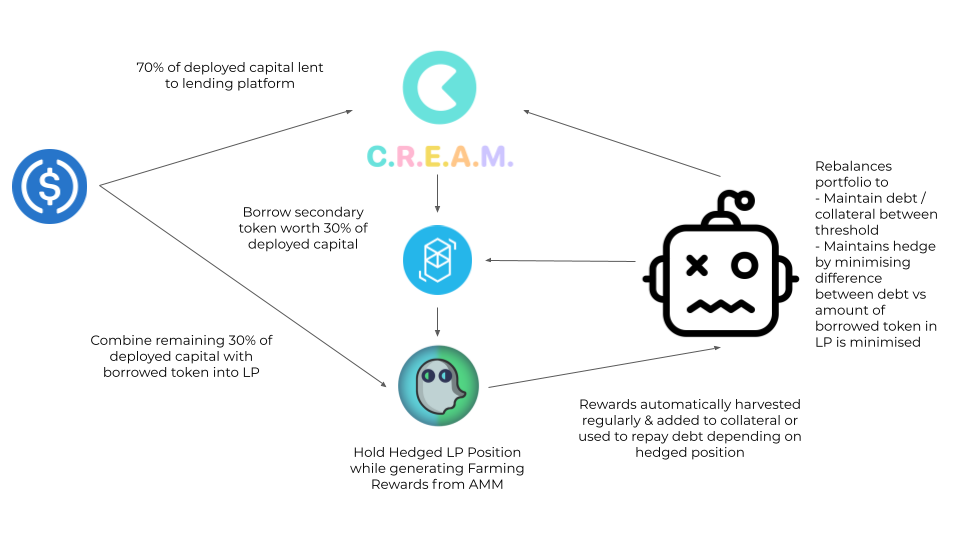 70% of deployed capital lent
to lending platform
C.R.E.A.M.
Borrow secondary
token worth 30% of
deployed capital
Combine remaining 30% of
deployed capital with
borrowed token into LP
Hold Hedged LP Position
while generating Farming
Rewards from AMM
Rebalances
portfolio to
- Maintain debt /
collateral between
threshold
- Maintains hedge
by minimising
difference
between debt vs
amount of
borrowed token in
LP is minimised
Rewards automatically harvested
regularly & added to collateral or
used to repay debt depending on
hedged position